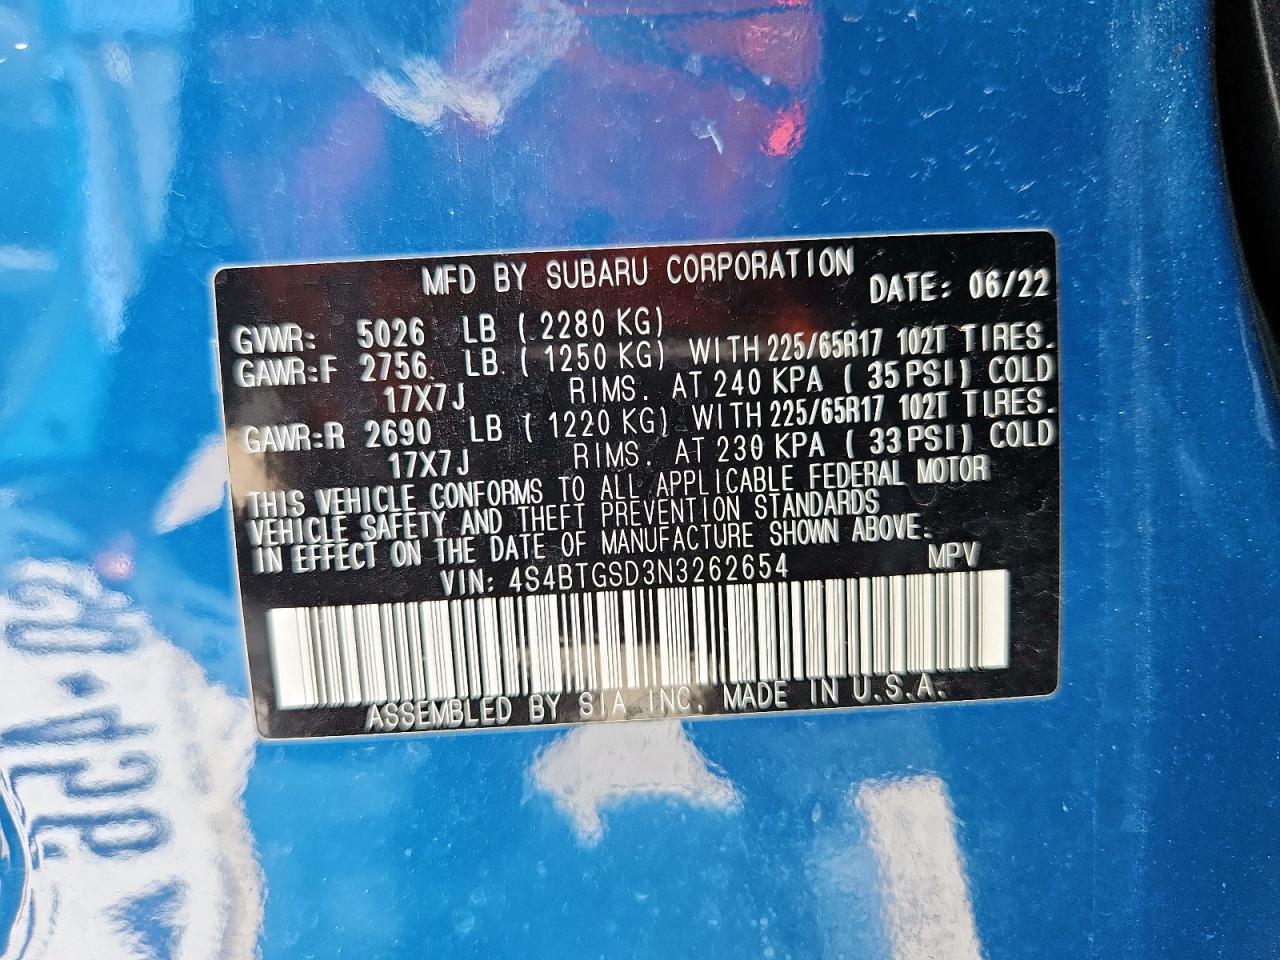 MFD BY SUBARU CORPORATION DATE: 06/22
GVWR: 5026 LB ( 2280 KG)
GAWR:F 2756 LB ( 1250 KG) WITH 225/65R17 102T TIRES.
17X7J RIMS. AT 240 KPA ( 35 PSI) COLD
GAWR:R 2690 LB ( 1220 KG) WITH 225/65R17 102T TIRES.
17X7J RIMS. AT 230 KPA ( 33 PSI) COLD
THIS VEHICLE CONFORMS TO ALL APPLICABLE FEDERAL MOTOR
VEHICLE SAFETY AND THEFT PREVENTION STANDARDS
IN EFFECT ON THE DATE OF MANUFACTURE SHOWN ABOVE.
VIN: 4S4BTGSD3N3262654 MPV
ASSEMBLED BY SIA INC. MADE IN U.S.A.